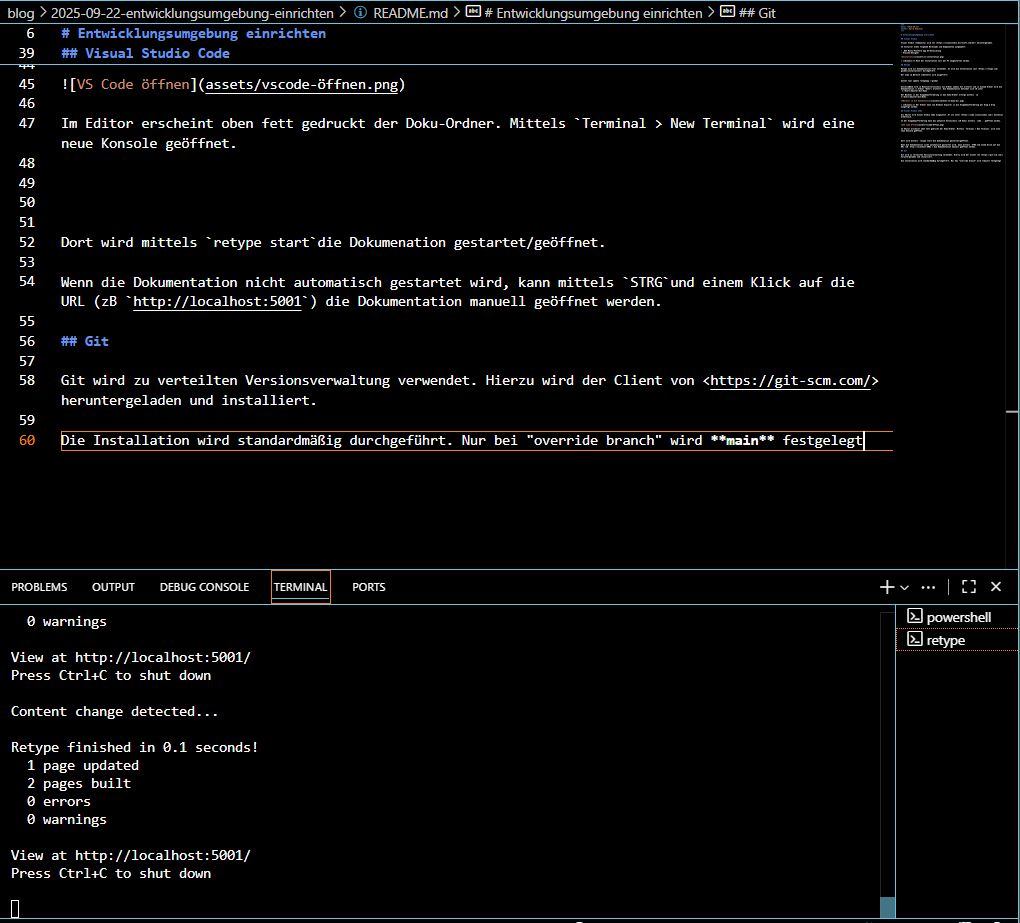 blog > 2025-09-22-entwicklungsumgebung-einrichten > README.md > # Entwicklungsumgebung einrichten > ## Git
6 # Entwicklungsumgebung einrichten
39 ## Visual Studio Code
44
45 ![VS Code öffnen](assets/vscode-öffnen.png)
46
47 Im Editor erscheint oben fett gedruckt der Doku-Ordner. Mittels `Terminal > New Terminal` wird eine
neue Konsole geöffnet.
48
49
50
51
52 Dort wird mittels `retype start`die Dokumenation gestartet/geöffnet.
53
54 Wenn die Dokumentation nicht automatisch gestartet wird, kann mittels `STRG`und einem Klick auf die
URL (zB `http://localhost:5001`) die Dokumentation manuell geöffnet werden.
55
56 ## Git
57
58 Git wird zu verteilten Versionsverwaltung verwendet. Hierzu wird der Client von <https://git-scm.com/>
heruntergeladen und installiert.
59
60 Die Installation wird standardmäßig durchgeführt. Nur bei "override branch" wird **main** festgelegt
PROBLEMS OUTPUT DEBUG CONSOLE TERMINAL PORTS
0 warnings
View at http://localhost:5001/
Press Ctrl+C to shut down
Content change detected...
Retype finished in 0.1 seconds!
1 page updated
2 pages built
0 errors
0 warnings
View at http://localhost:5001/
Press Ctrl+C to shut down
powershell
retype